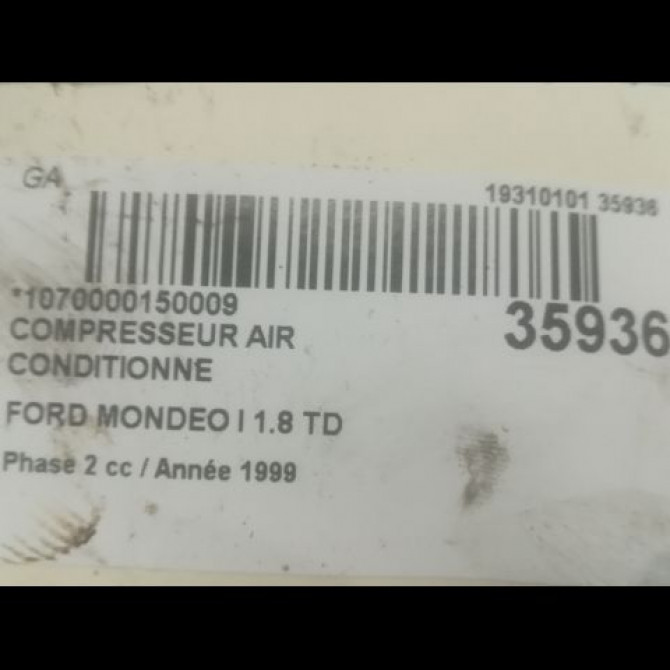 GA
19310101 35936
*1070000150009
35936
COMPRESSEUR AIR
CONDITIONNE
FORD MONDEO I 1.8 TD
Phase 2 cc / Année 1999